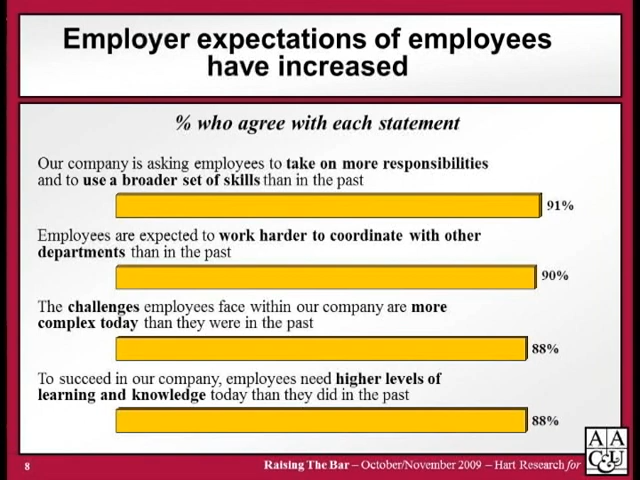 Employer expectations of employees
have increased
% who agree with each statement
Our company is asking employees to take on more responsibilities
and to use a broader set of skills than in the past
91%
Employees are expected to work harder to coordinate with other
departments than in the past
90%
The challenges employees face within our company are more
complex today than they were in the past
88%
To succeed in our company, employees need higher levels of
learning and knowledge today than they did in the past
88%
8
Raising The Bar – October/November 2009 – Hart Research for
AA
C&U